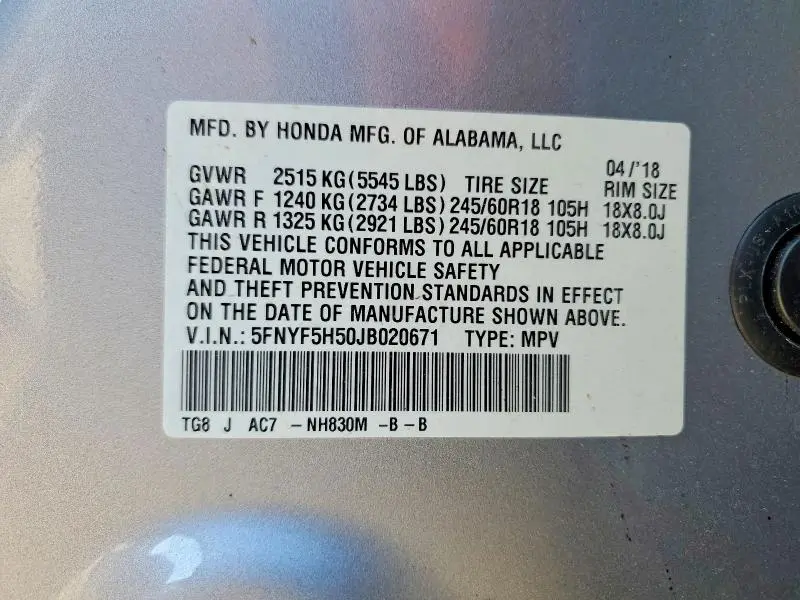 MFD. BY HONDA MFG. OF ALABAMA, LLC
04/'18
GVWR 2515 KG(5545 LBS) TIRE SIZE RIM SIZE
GAWR F 1240 KG(2734 LBS) 245/60R18 105H 18X8.0J
GAWR R 1325 KG(2921 LBS) 245/60R18 105H 18X8.0J
THIS VEHICLE CONFORMS TO ALL APPLICABLE
FEDERAL MOTOR VEHICLE SAFETY
AND THEFT PREVENTION STANDARDS IN EFFECT
ON THE DATE OF MANUFACTURE SHOWN ABOVE.
V.I.N.: 5FNYF5H50JB020671 TYPE: MPV
TG8 J AC7 -NH830M -B-B